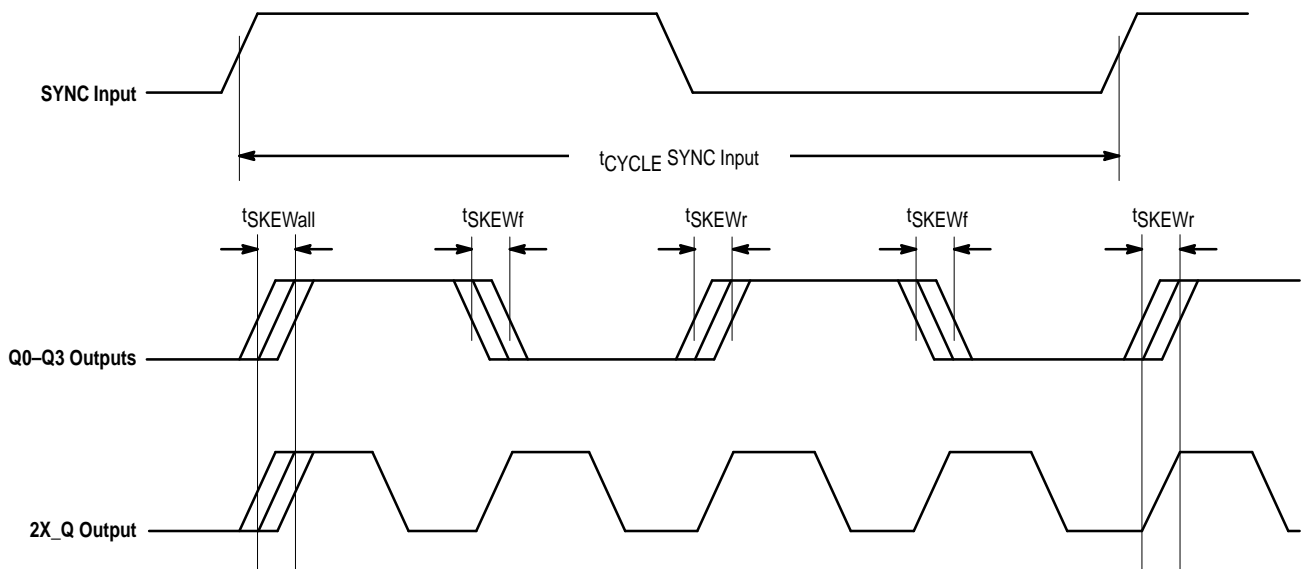 SYNC Input
tCYCLE SYNC Input
tSKEWall tSKEWf tSKEWr tSKEWf tSKEWr
Q0–Q3 Outputs
2X_Q Output